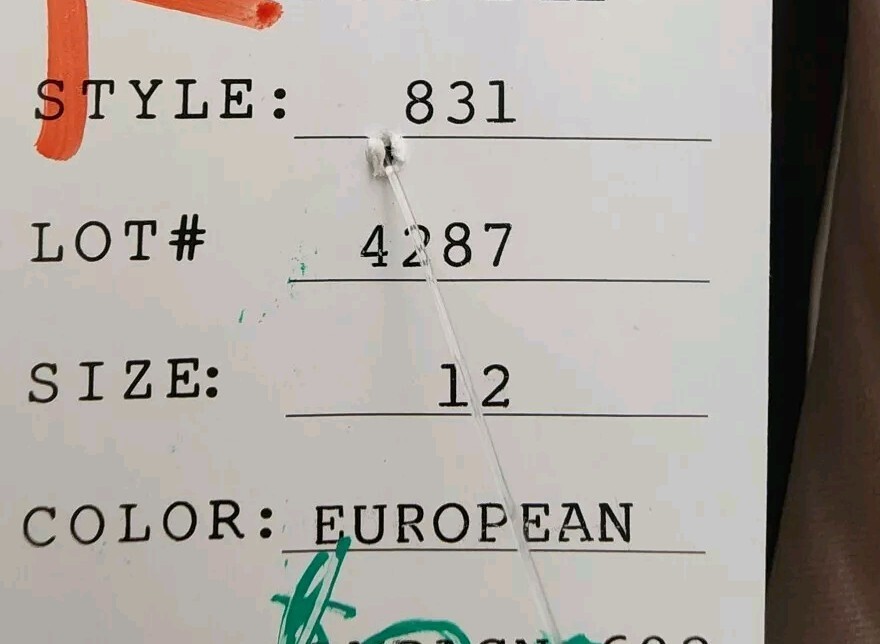 STYLE: 831
LOT# 4287
SIZE: 12
COLOR: EUROPEAN